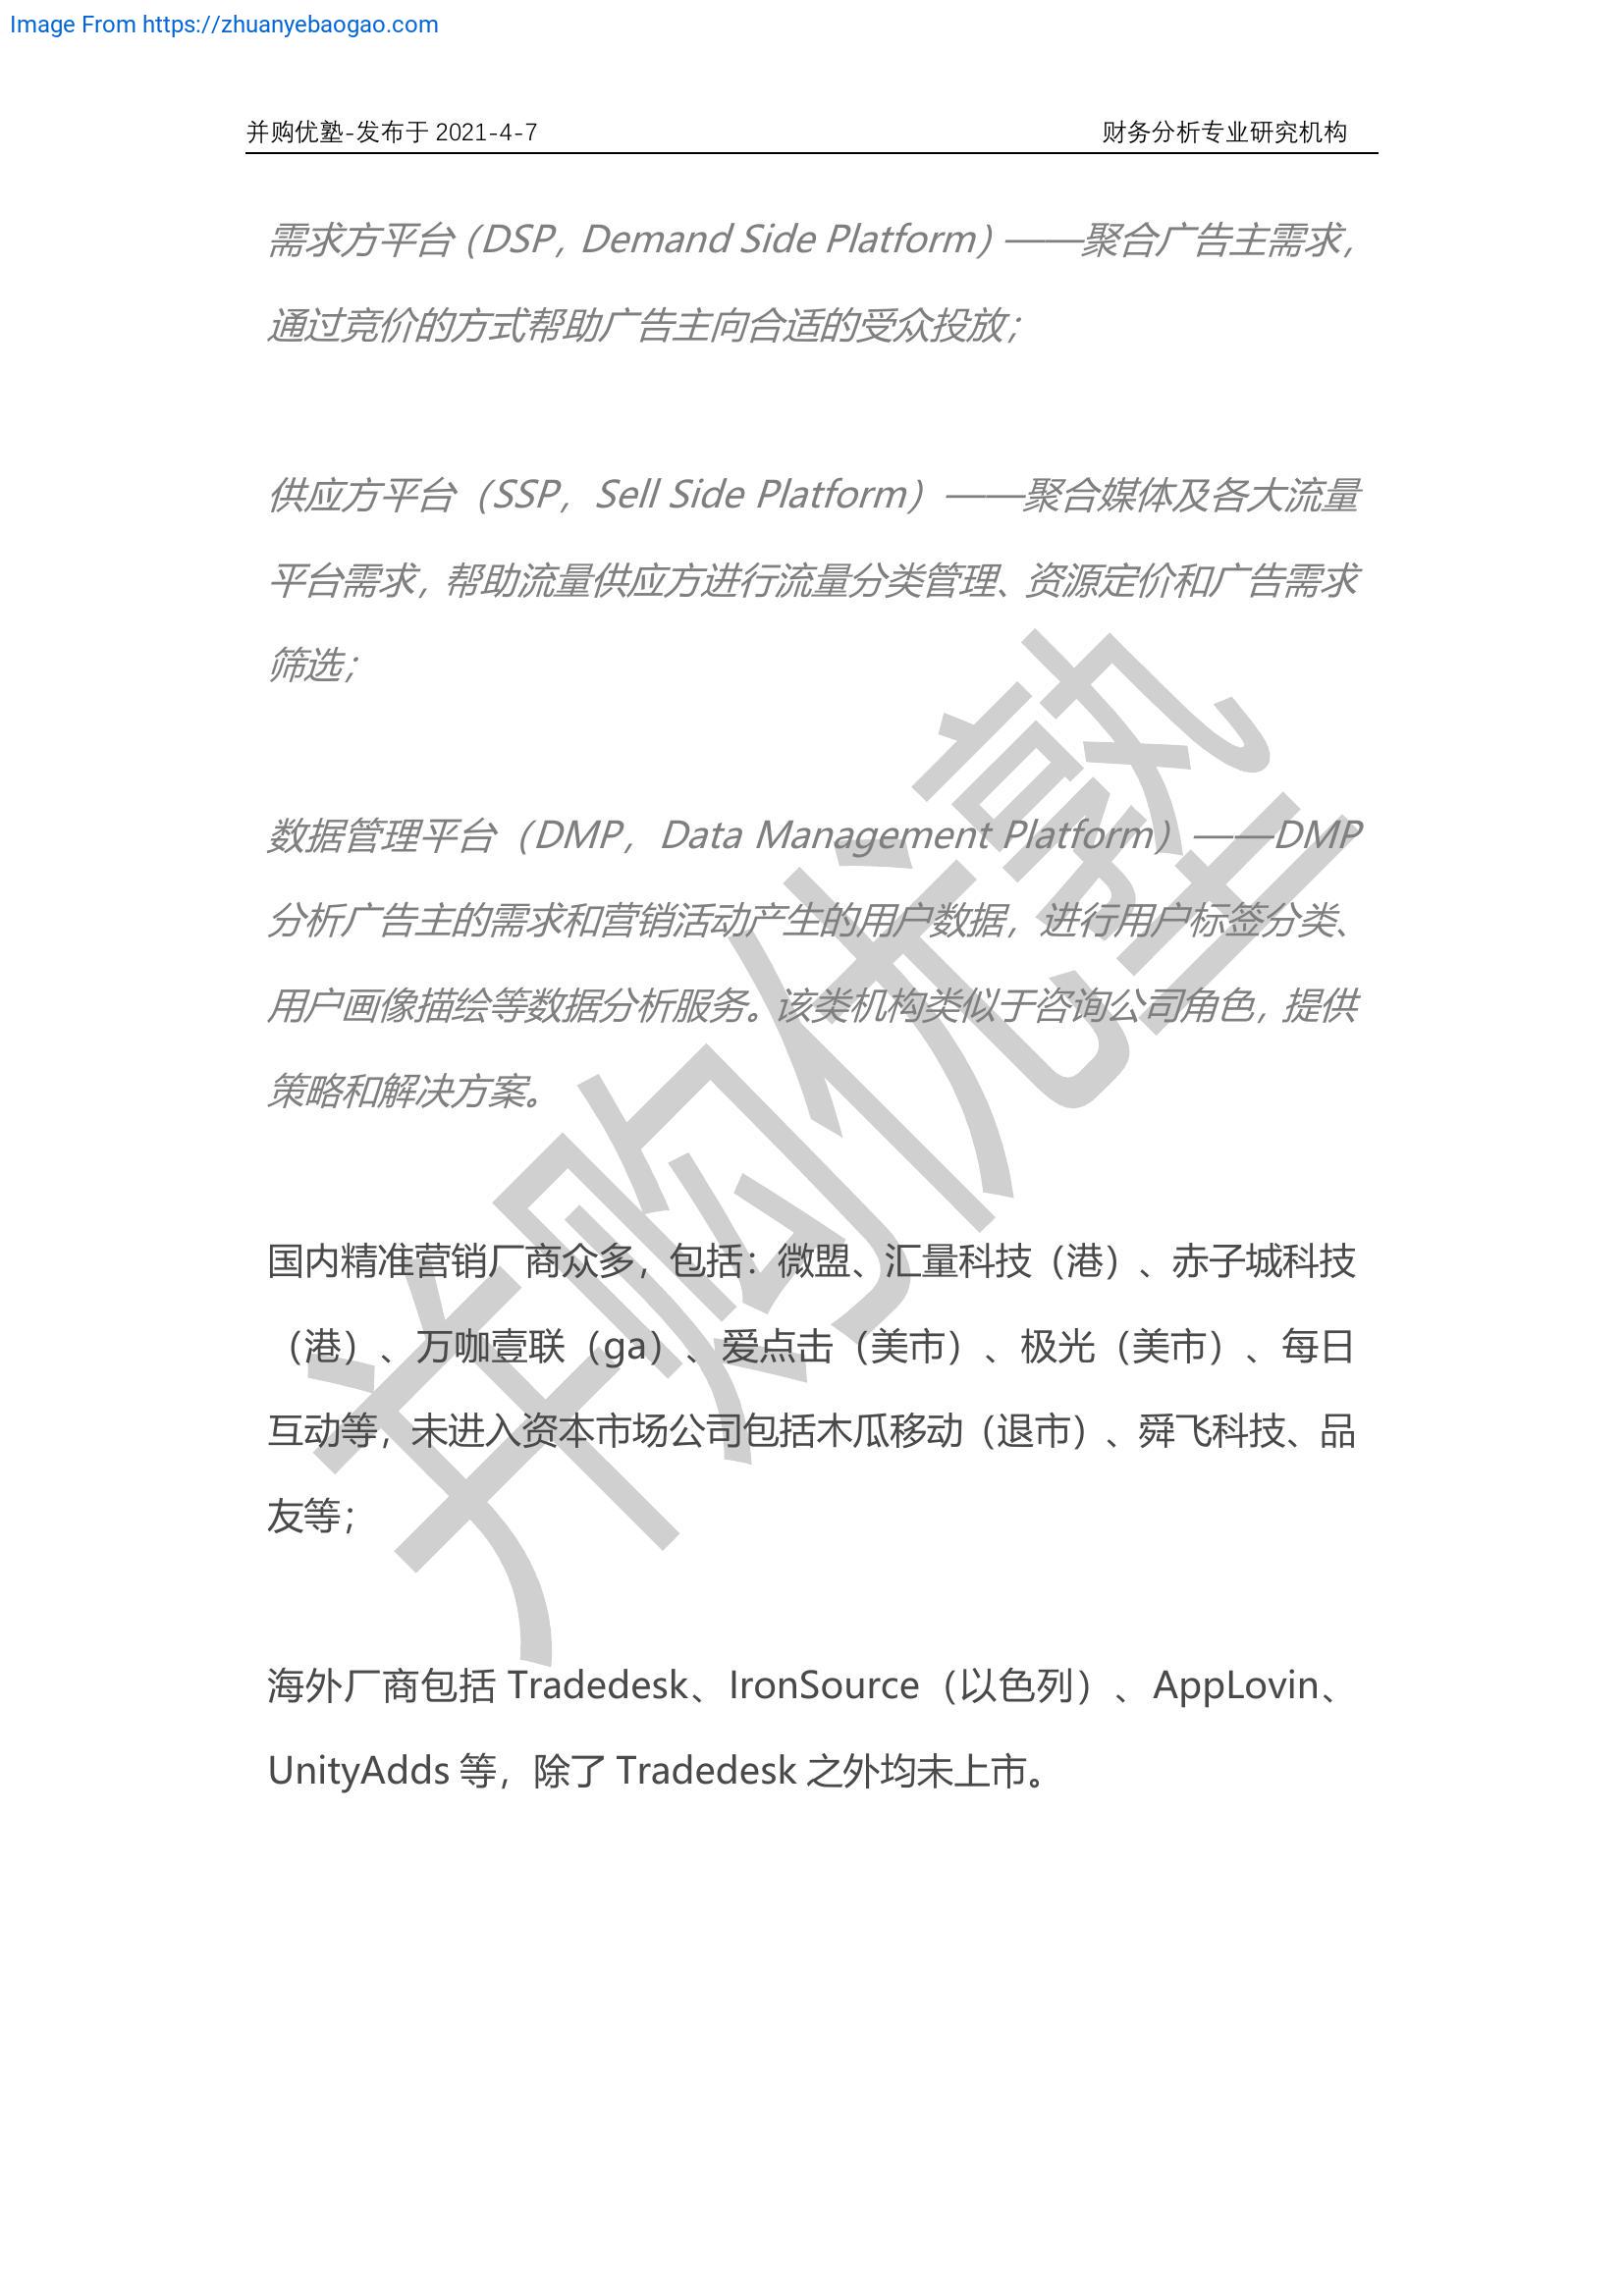 Image From https://zhuanyebaogao.com
并购优塾-发布于 2021-4-7 财务分析专业研究机构
需求方平台（DSP，Demand Side Platform）——聚合广告主需求，
通过竞价的方式帮助广告主向合适的受众投放；
供应方平台（SSP，Sell Side Platform）——聚合媒体及各大流量
平台需求，帮助流量供应方进行流量分类管理、资源定价和广告需求
筛选；
数据管理平台（DMP，Data Management Platform）——DMP
分析广告主的需求和营销活动产生的用户数据，进行用户标签分类、
用户画像描绘等数据分析服务。该类机构类似于咨询公司角色，提供
策略和解决方案。
国内精准营销厂商众多，包括：微盟、汇量科技（港）、赤子城科技
（港）、万咖壹联（ga）、爱点击（美市）、极光（美市）、每日
互动等，未进入资本市场公司包括木瓜移动（退市）、舜飞科技、品
友等；
海外厂商包括 Tradedesk、IronSource（以色列）、AppLovin、
UnityAdds 等，除了 Tradedesk 之外均未上市。
并购优塾